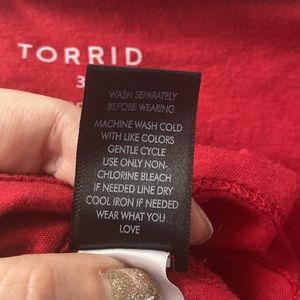 TORRID
3
WASH SEPARATELY
BEFORE WEARING
MACHINE WASH COLD
WITH LIKE COLORS
GENTLE CYCLE
USE ONLY NON-
CHLORINE BLEACH
IF NEEDED LINE DRY
COOL IRON IF NEEDED
WEAR WHAT YOU
LOVE